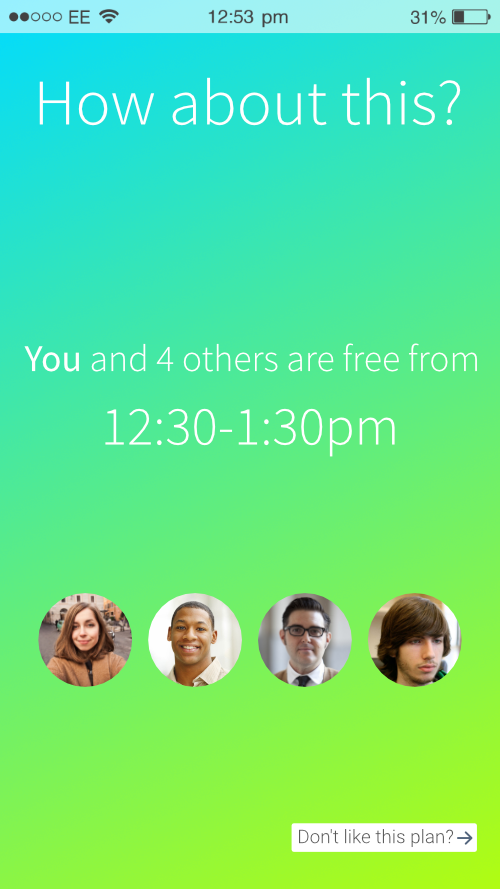 EE 12:53 pm 31%
How about this?
You and 4 others are free from
12:30-1:30pm
Don't like this plan?